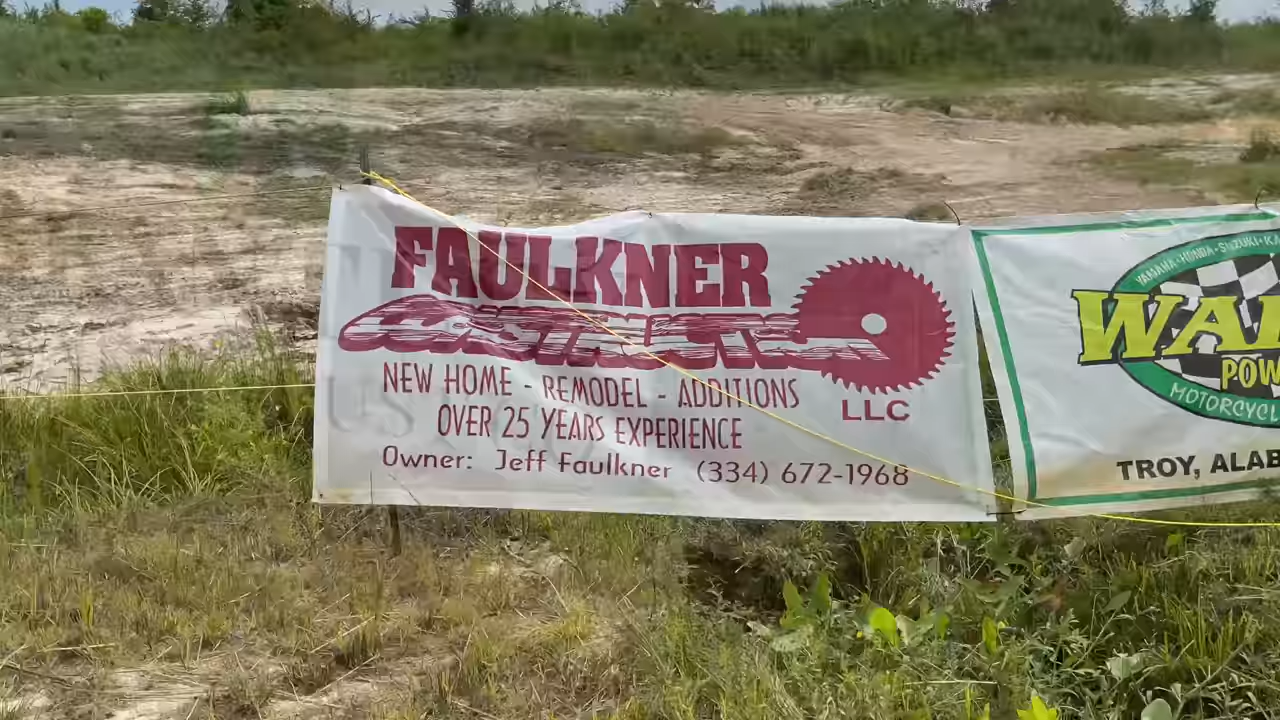 FAULKNER
CONSTRUCTION
LLC
NEW HOME - REMODEL - ADDITIONS
OVER 25 YEARS EXPERIENCE
Owner: Jeff Faulkner (334) 672-1968
YAMAHA · HONDA · SUZUKI · KA
WA
POW
MOTORCYCL
TROY, ALAB